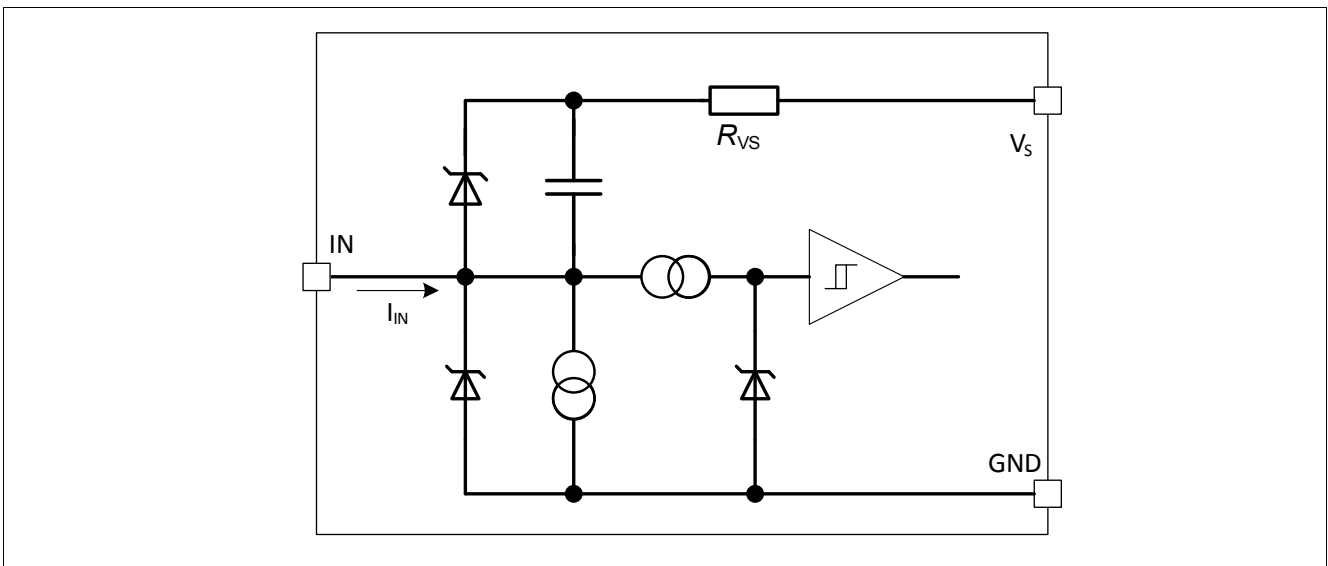 R_VS
V_S
IN
I_IN
GND